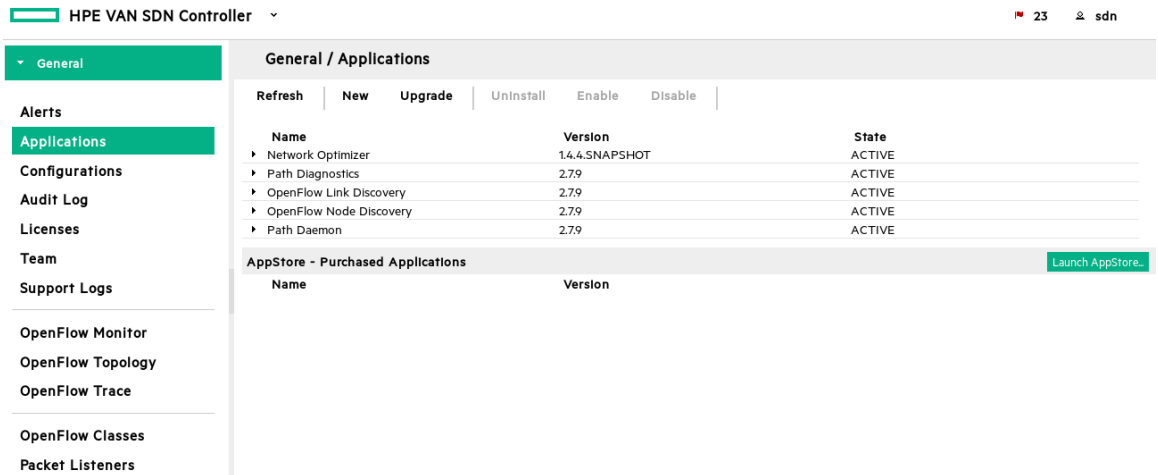 HPE VAN SDN Controller 23 sdn
General
General / Applications
Refresh New Upgrade Uninstall Enable Disable
Alerts
Applications
Configurations
Audit Log
Licenses
Team
Support Logs
OpenFlow Monitor
OpenFlow Topology
OpenFlow Trace
OpenFlow Classes
Packet Listeners
Name Version State
Network Optimizer 1.4.4.SNAPSHOT ACTIVE
Path Diagnostics 2.7.9 ACTIVE
OpenFlow Link Discovery 2.7.9 ACTIVE
OpenFlow Node Discovery 2.7.9 ACTIVE
Path Daemon 2.7.9 ACTIVE
AppStore - Purchased Applications Launch AppStore...
Name Version